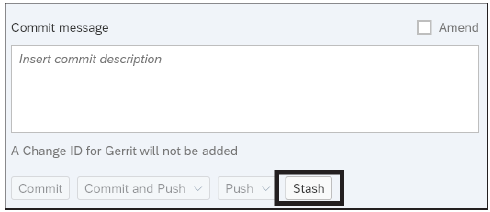 Commit message Amend
Insert commit description
A Change ID for Gerrit will not be added
Commit Commit and Push Push Stash